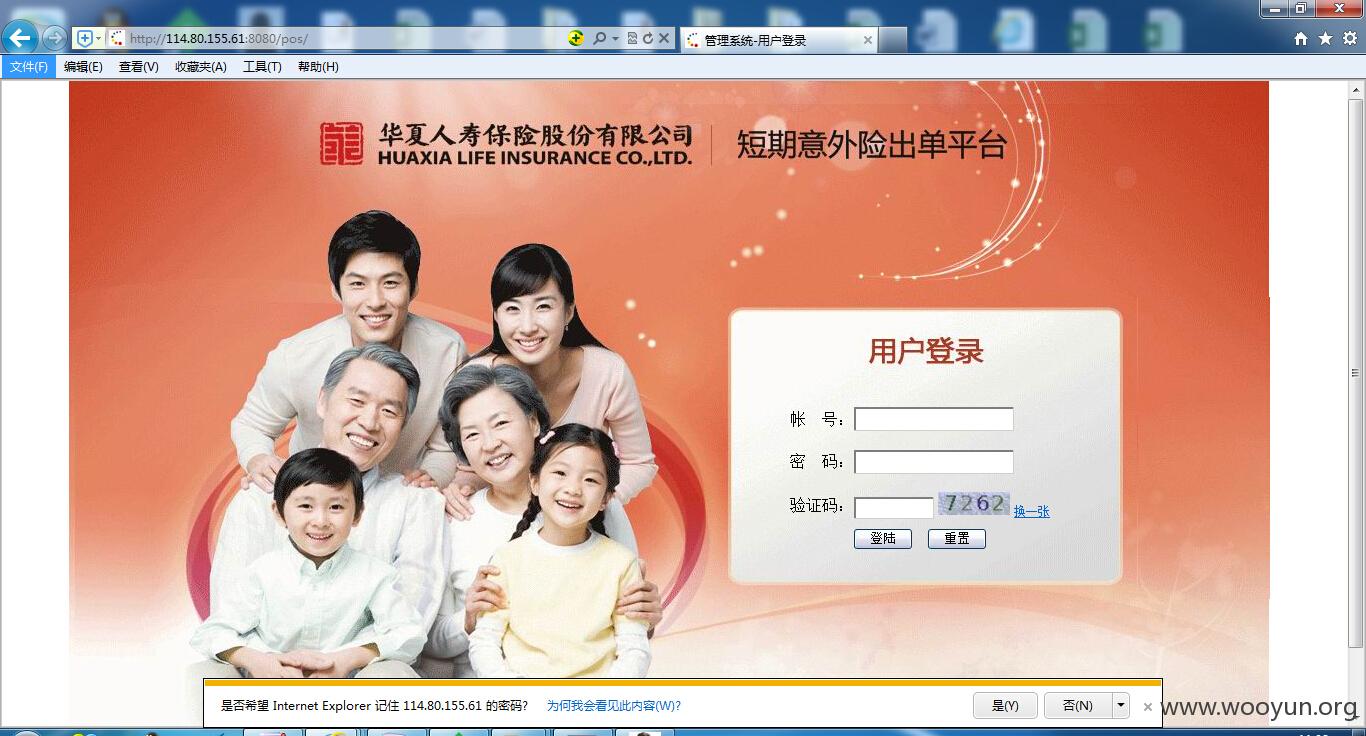 http://114.80.155.61:8080/pos/
管理系统-用户登录
文件(F) 编辑(E) 查看(V) 收藏夹(A) 工具(T) 帮助(H)
华夏人寿保险股份有限公司
HUAXIA LIFE INSURANCE CO.,LTD.
短期意外险出单平台
用户登录
帐 号:
密 码:
验证码: 7262 换一张
登陆 重置
是否希望 Internet Explorer 记住 114.80.155.61 的密码? 为何我会看见此内容(W)? 是(Y) 否(N)
www.wooyun.org